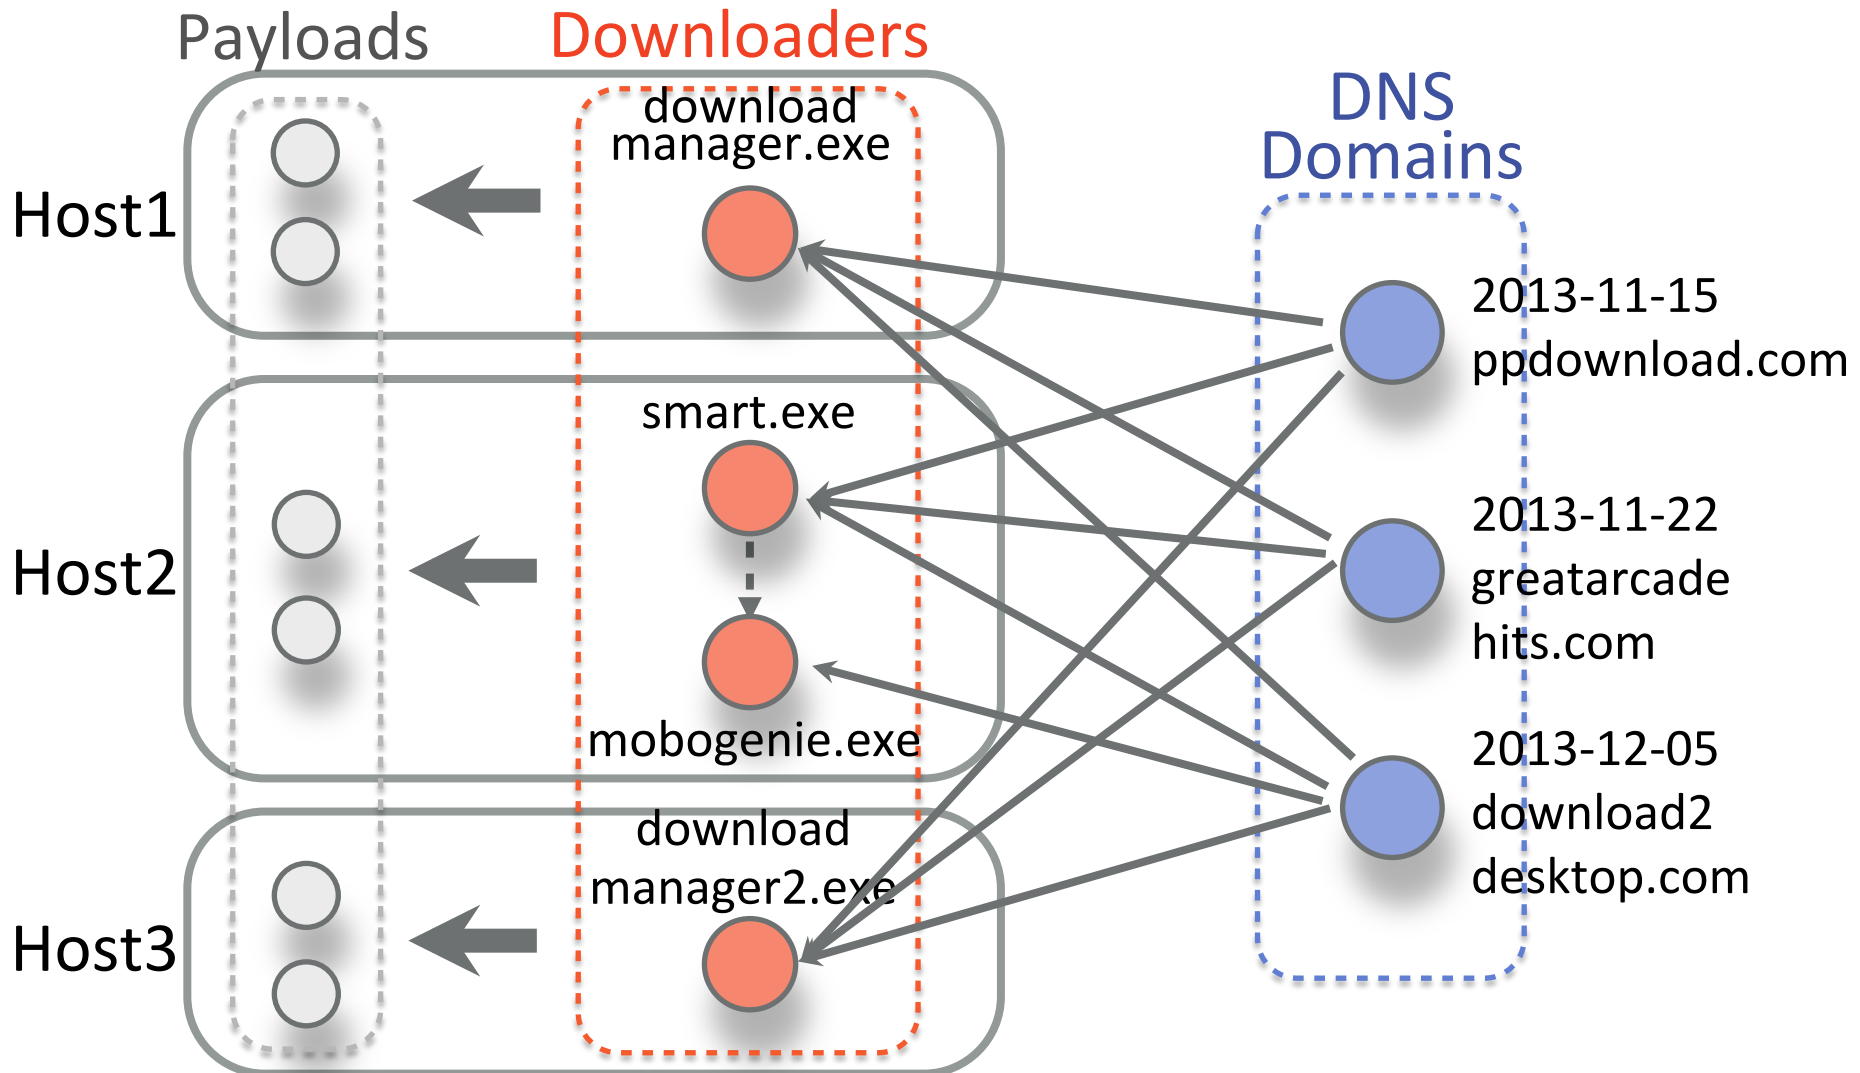 Payloads
Downloaders
DNS
Domains
Host1
download
manager.exe
2013-11-15
ppdownload.com
Host2
smart.exe
mobogenie.exe
2013-11-22
greatarcade
hits.com
Host3
download
manager2.exe
2013-12-05
download2
desktop.com